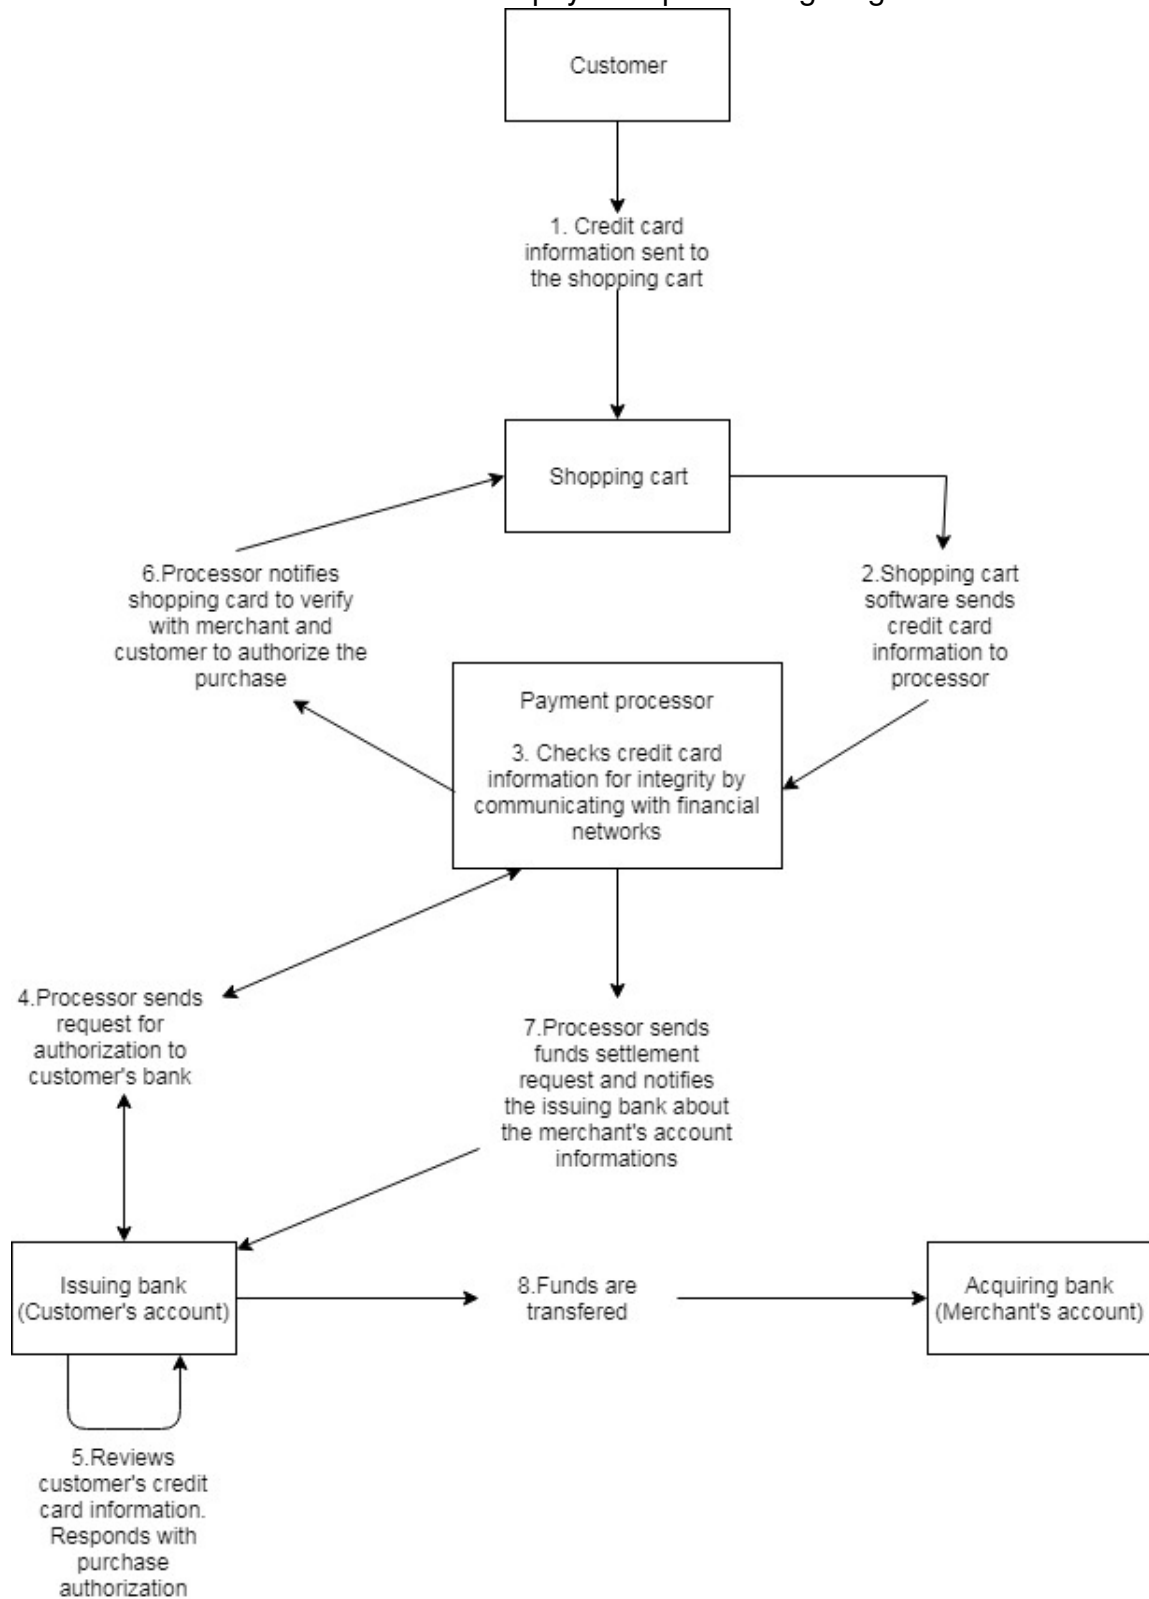 Customer
1. Credit card
information sent to
the shopping cart
Shopping cart
6.Processor notifies
shopping card to verify
with merchant and
customer to authorize the
purchase
2.Shopping cart
software sends
credit card
information to
processor
Payment processor
3. Checks credit card
information for integrity by
communicating with financial
networks
4.Processor sends
request for
authorization to
customer's bank
7.Processor sends
funds settlement
request and notifies
the issuing bank about
the merchant's account
informations
Issuing bank
(Customer's account)
8.Funds are
transfered
Acquiring bank
(Merchant's account)
5.Reviews
customer's credit
card information.
Responds with
purchase
authorization